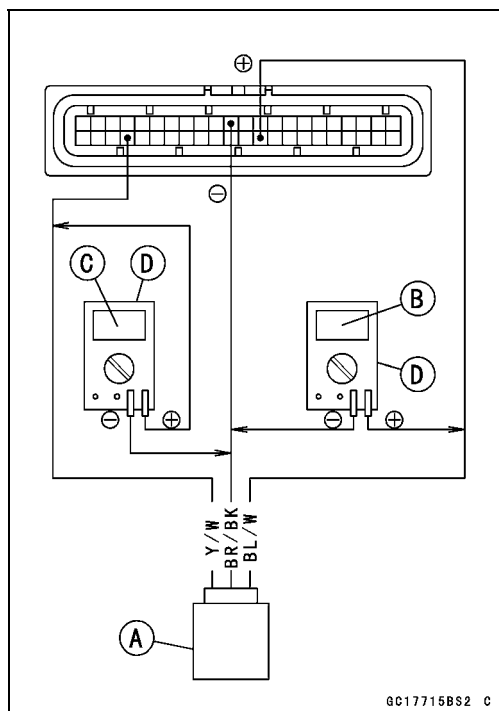 ⊕
⊖
C
D
B
D
⊖ ⊕
⊖ ⊕
Y/W
BR/BK
BL/W
A
GC17715BS2 C